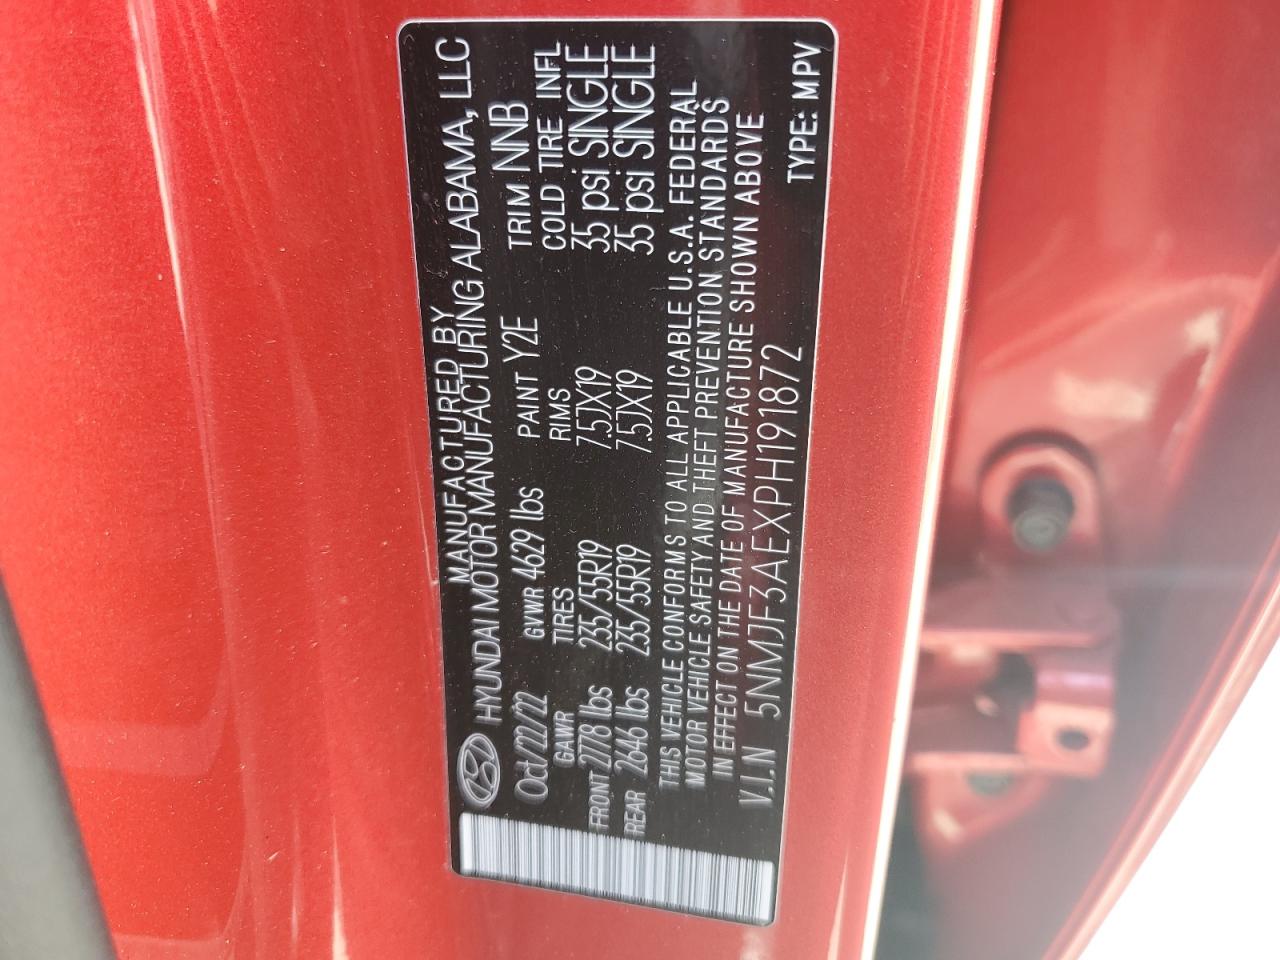 MANUFACTURED BY
HYUNDAI MOTOR MANUFACTURING ALABAMA, LLC
Oct/22/22 GVWR 4629 lbs PAINT Y2E TRIM NNB
GAWR TIRES RIMS COLD TIRE INFL
FRONT 2778 lbs 235/55R19 7.5JX19 35 psi SINGLE
REAR 2646 lbs 235/55R19 7.5JX19 35 psi SINGLE
THIS VEHICLE CONFORMS TO ALL APPLICABLE U.S.A. FEDERAL
MOTOR VEHICLE SAFETY AND THEFT PREVENTION STANDARDS
IN EFFECT ON THE DATE OF MANUFACTURE SHOWN ABOVE
V.I.N 5NMJF3AEXPH191872 TYPE: MPV